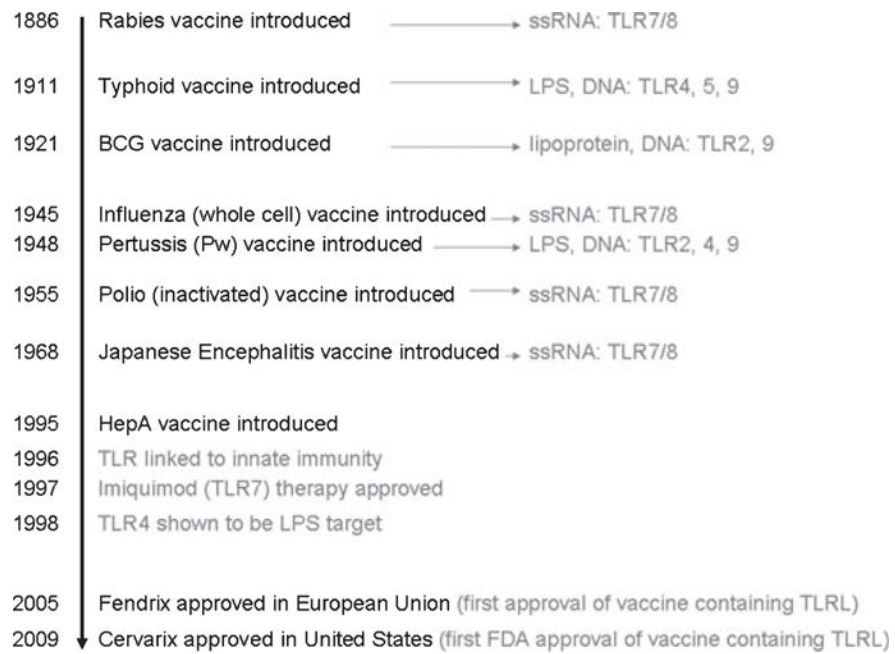 1886 Rabies vaccine introduced ssRNA: TLR7/8
1911 Typhoid vaccine introduced LPS, DNA: TLR4, 5, 9
1921 BCG vaccine introduced lipoprotein, DNA: TLR2, 9
1945 Influenza (whole cell) vaccine introduced ssRNA: TLR7/8
1948 Pertussis (Pw) vaccine introduced LPS, DNA: TLR2, 4, 9
1955 Polio (inactivated) vaccine introduced ssRNA: TLR7/8
1968 Japanese Encephalitis vaccine introduced ssRNA: TLR7/8
1995 HepA vaccine introduced
1996 TLR linked to innate immunity
1997 Imiquimod (TLR7) therapy approved
1998 TLR4 shown to be LPS target
2005 Fendrix approved in European Union (first approval of vaccine containing TLRL)
2009 Cervarix approved in United States (first FDA approval of vaccine containing TLRL)